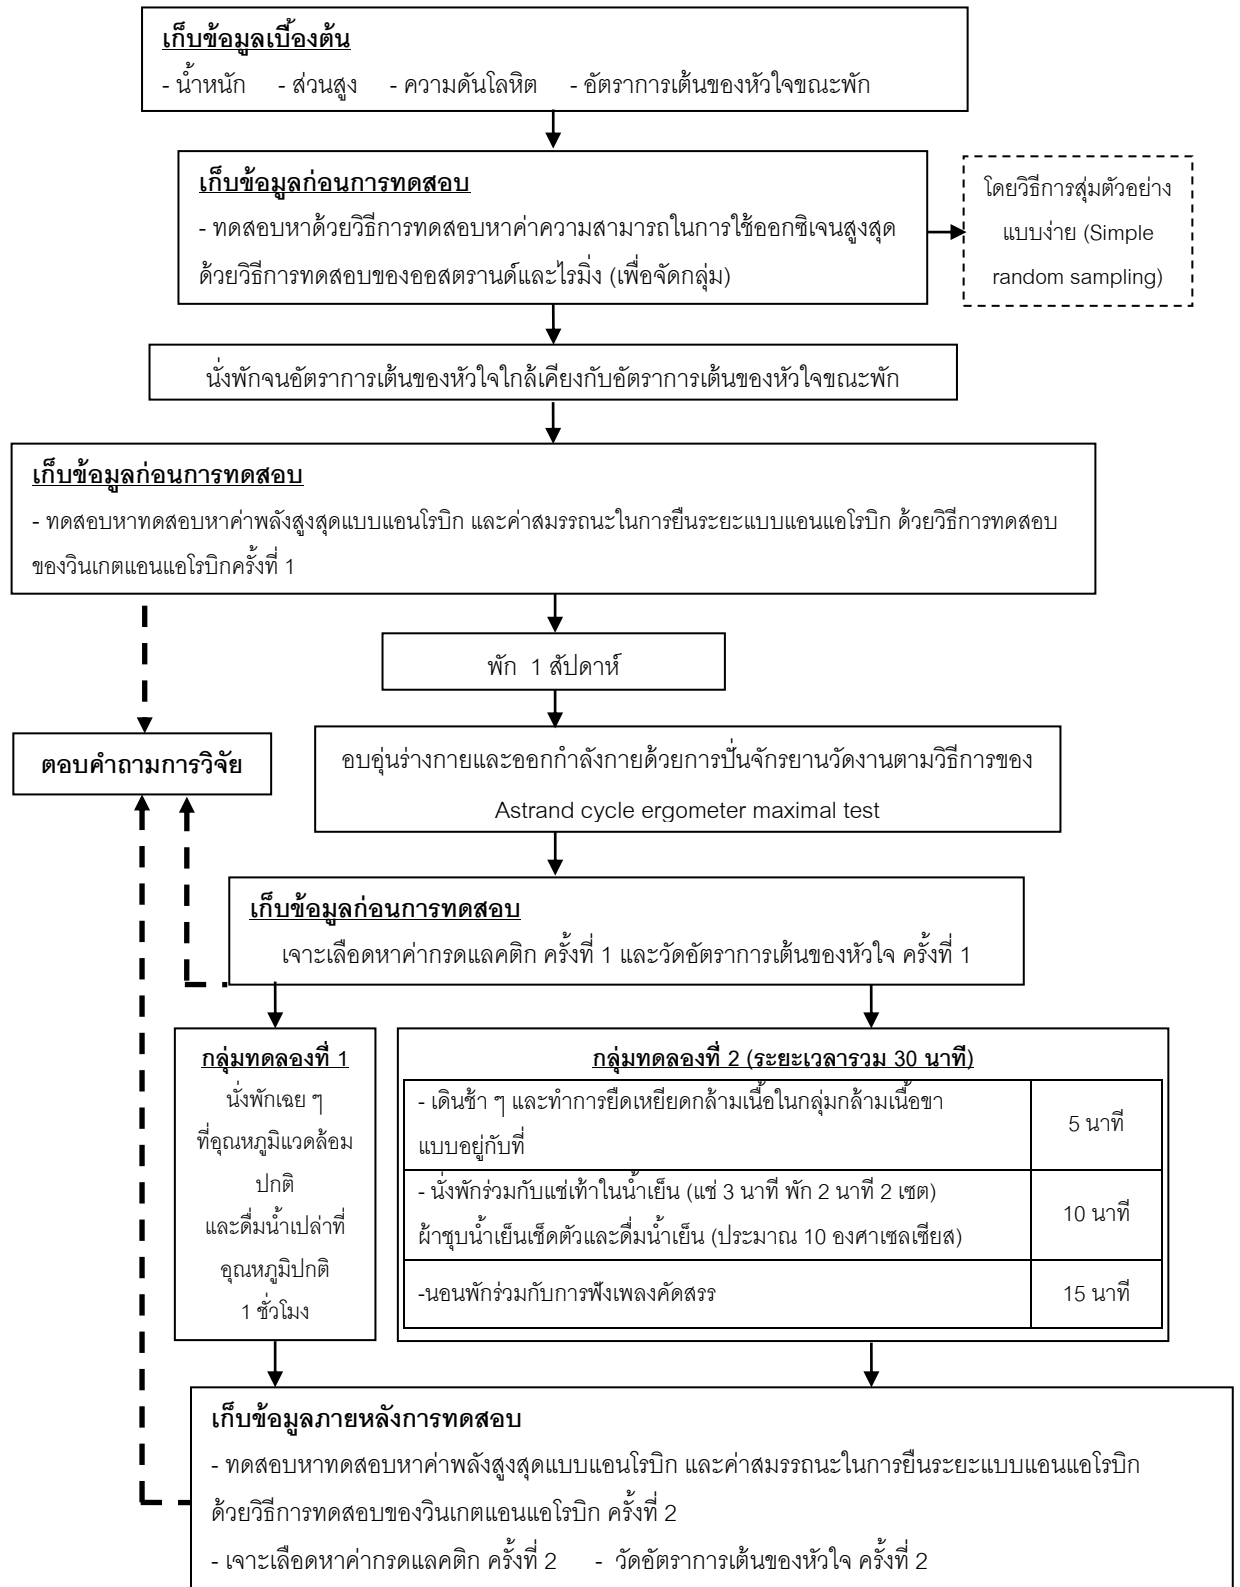 เก็บข้อมูลเบื้องต้น
- น้ำหนัก - ส่วนสูง - ความดันโลหิต - อัตราการเต้นของหัวใจขณะพัก
เก็บข้อมูลก่อนการทดสอบ
- ทดสอบหาด้วยวิธีการทดสอบหาค่าความสามารถในการใช้ออกซิเจนสูงสุด
ด้วยวิธีการทดสอบของออสตรานด์และไรมิ่ง (เพื่อจัดกลุ่ม)
โดยวิธีการสุ่มตัวอย่าง
แบบง่าย (Simple
random sampling)
นั่งพักจนอัตราการเต้นของหัวใจใกล้เคียงกับอัตราการเต้นของหัวใจขณะพัก
เก็บข้อมูลก่อนการทดสอบ
- ทดสอบหาทดสอบหาค่าพลังสูงสุดแบบแอนโรบิก และค่าสมรรถนะในการยืนระยะแบบแอนแอโรบิก ด้วยวิธีการทดสอบ
ของวินเกตแอนแอโรบิกครั้งที่ 1
พัก 1 สัปดาห์
ตอบคำถามการวิจัย
อบอุ่นร่างกายและออกกำลังกายด้วยการปั่นจักรยานวัดงานตามวิธีการของ
Astrand cycle ergometer maximal test
เก็บข้อมูลก่อนการทดสอบ
เจาะเลือดหาค่ากรดแลคติก ครั้งที่ 1 และวัดอัตราการเต้นของหัวใจ ครั้งที่ 1
กลุ่มทดลองที่ 1
นั่งพักเฉย ๆ
ที่อุณหภูมิแวดล้อม
ปกติ
และดื่มน้ำเปล่าที่
อุณหภูมิปกติ
1 ชั่วโมง
กลุ่มทดลองที่ 2 (ระยะเวลารวม 30 นาที)
- เดินช้า ๆ และทำการยืดเหยียดกล้ามเนื้อในกลุ่มกล้ามเนื้อขา
แบบอยู่กับที่
5 นาที
- นั่งพักร่วมกับแช่เท้าในน้ำเย็น (แช่ 3 นาที พัก 2 นาที 2 เซต)
ผ้าชุบน้ำเย็นเช็ดตัวและดื่มน้ำเย็น (ประมาณ 10 องศาเซลเซียส)
10 นาที
-นอนพักร่วมกับการฟังเพลงคัดสรร
15 นาที
เก็บข้อมูลภายหลังการทดสอบ
- ทดสอบหาทดสอบหาค่าพลังสูงสุดแบบแอนโรบิก และค่าสมรรถนะในการยืนระยะแบบแอนแอโรบิก
ด้วยวิธีการทดสอบของวินเกตแอนแอโรบิก ครั้งที่ 2
- เจาะเลือดหาค่ากรดแลคติก ครั้งที่ 2 - วัดอัตราการเต้นของหัวใจ ครั้งที่ 2